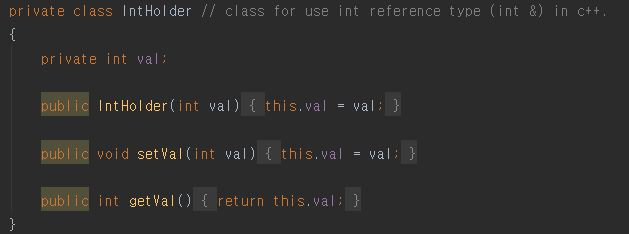 private class IntHolder // class for use int reference type (int &) in c++.
{
private int val;
public IntHolder(int val) { this.val = val; }
public void setVal(int val) { this.val = val; }
public int getVal() { return this.val; }
}